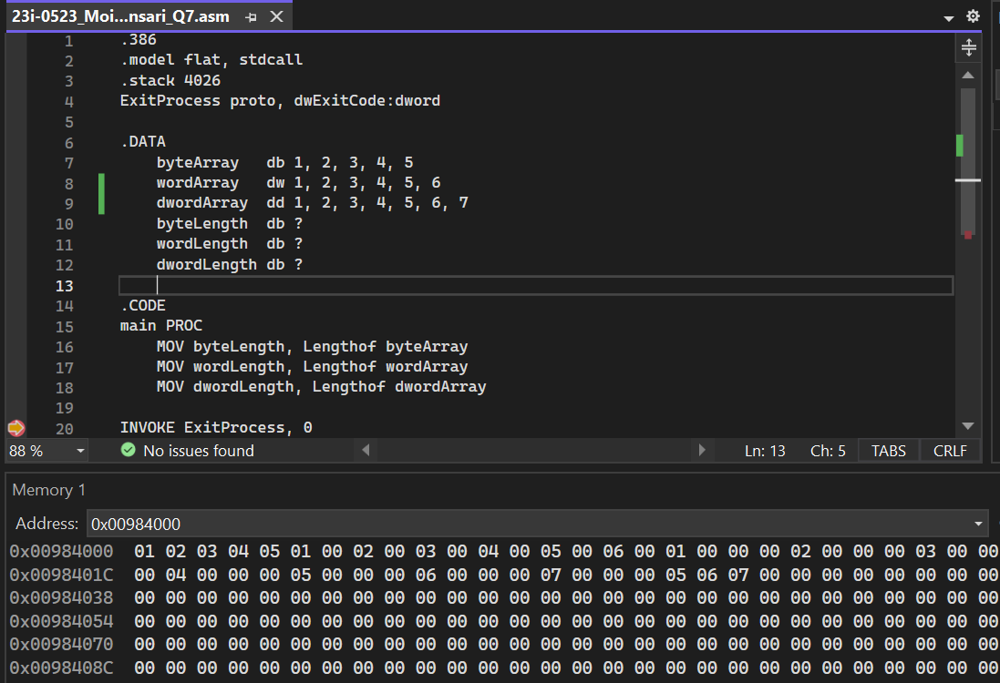 23i-0523_Moi...nsari_Q7.asm
1 .386
2 .model flat, stdcall
3 .stack 4026
4 ExitProcess proto, dwExitCode:dword
5
6 .DATA
7 byteArray db 1, 2, 3, 4, 5
8 wordArray dw 1, 2, 3, 4, 5, 6
9 dwordArray dd 1, 2, 3, 4, 5, 6, 7
10 byteLength db ?
11 wordLength db ?
12 dwordLength db ?
13
14 .CODE
15 main PROC
16 MOV byteLength, Lengthof byteArray
17 MOV wordLength, Lengthof wordArray
18 MOV dwordLength, Lengthof dwordArray
19
20 INVOKE ExitProcess, 0
88 % No issues found Ln: 13 Ch: 5 TABS CRLF
Memory 1
Address: 0x00984000
0x00984000 01 02 03 04 05 01 00 02 00 03 00 04 00 05 00 06 00 01 00 00 00 02 00 00 00 03 00 00
0x0098401C 00 04 00 00 00 05 00 00 00 06 00 00 00 07 00 00 00 05 06 07 00 00 00 00 00 00 00 00
0x00984038 00 00 00 00 00 00 00 00 00 00 00 00 00 00 00 00 00 00 00 00 00 00 00 00 00 00 00 00
0x00984054 00 00 00 00 00 00 00 00 00 00 00 00 00 00 00 00 00 00 00 00 00 00 00 00 00 00 00 00
0x00984070 00 00 00 00 00 00 00 00 00 00 00 00 00 00 00 00 00 00 00 00 00 00 00 00 00 00 00 00
0x0098408C 00 00 00 00 00 00 00 00 00 00 00 00 00 00 00 00 00 00 00 00 00 00 00 00 00 00 00 00